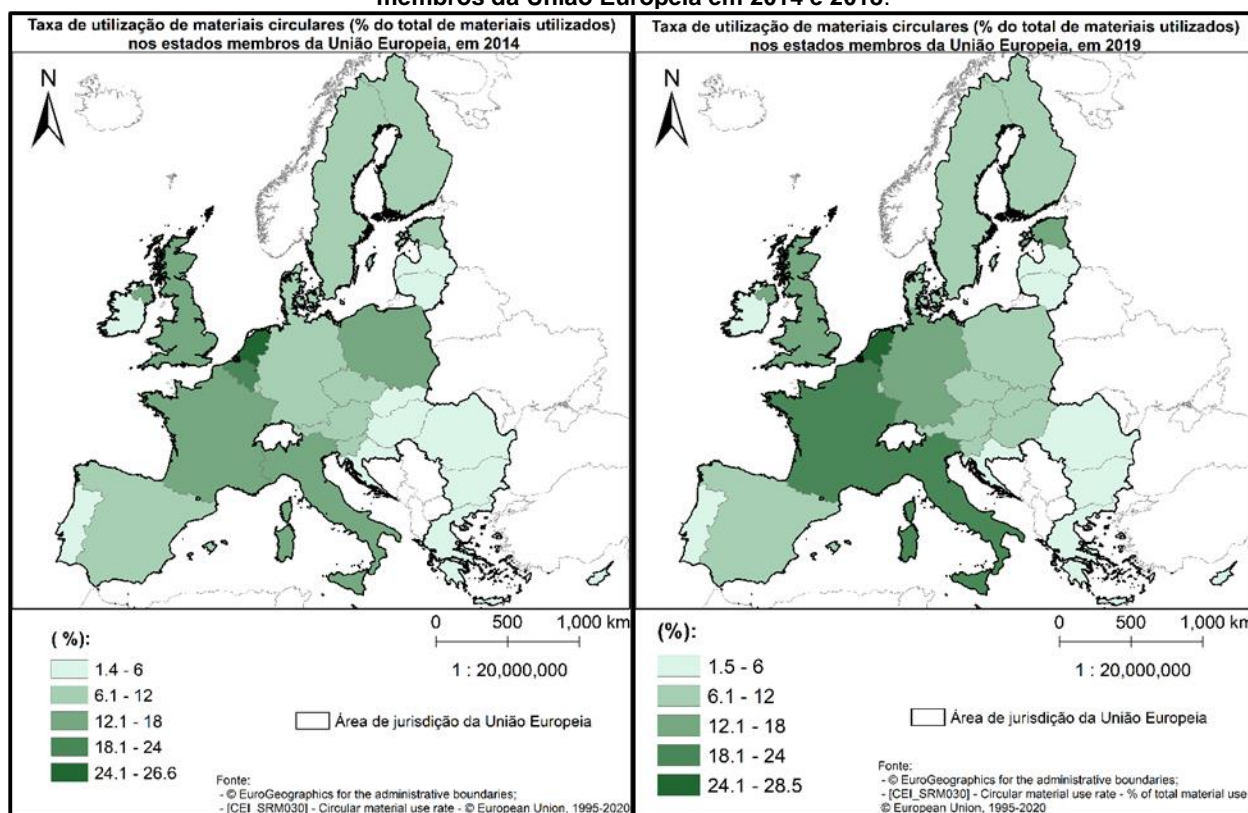 membros da União Europeia em 2014 e 2018.
Taxa de utilização de materiais circulares (% do total de materiais utilizados)
nos estados membros da União Europeia, em 2014
N
( %):
1.4 - 6
6.1 - 12
12.1 - 18
18.1 - 24
24.1 - 26.6
0 500 1,000 km
1 : 20,000,000
Área de jurisdição da União Europeia
Fonte:
- © EuroGeographics for the administrative boundaries;
- [CEI_SRM030] - Circular material use rate - © European Union, 1995-2020
Taxa de utilização de materiais circulares (% do total de materiais utilizados)
nos estados membros da União Europeia, em 2019
N
(%):
1.5 - 6
6.1 - 12
12.1 - 18
18.1 - 24
24.1 - 28.5
0 500 1,000 km
1 : 20,000,000
Área de jurisdição da União Europeia
Fonte:
- © EuroGeographics for the administrative boundaries;
- [CEI_SRM030] - Circular material use rate - % of total material use
© European Union, 1995-2020